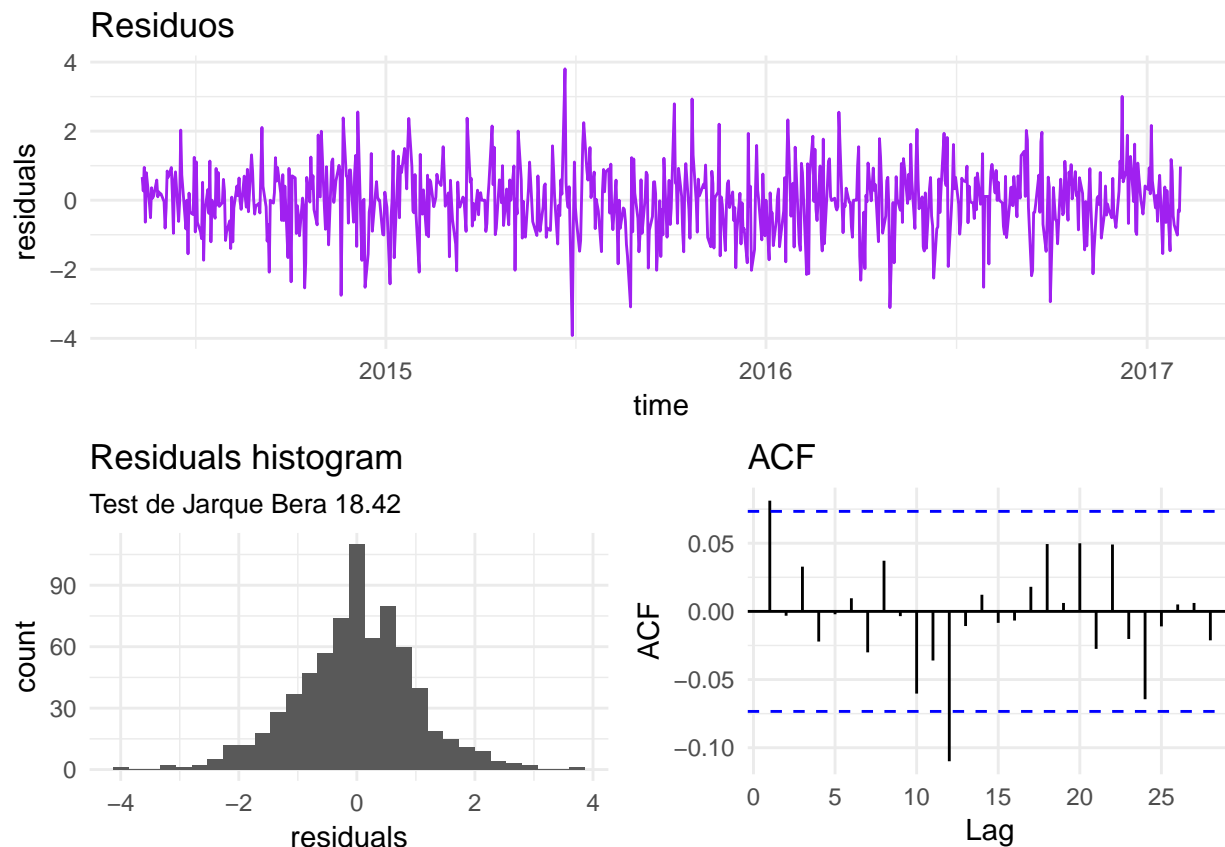 Residuos
4
2
0
−2
−4
residuals
2015
2016
2017
time
Residuals histogram
Test de Jarque Bera 18.42
90
60
30
0
count
−4
−2
0
2
4
residuals
ACF
0.05
0.00
−0.05
−0.10
ACF
0
5
10
15
20
25
Lag